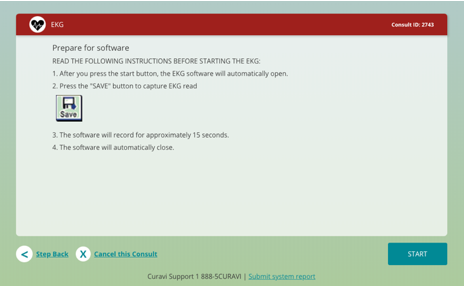 EKG
Consult ID: 2743
Prepare for software
READ THE FOLLOWING INSTRUCTIONS BEFORE STARTING THE EKG:
1. After you press the start button, the EKG software will automatically open.
2. Press the "SAVE" button to capture EKG read
Save
3. The software will record for approximately 15 seconds.
4. The software will automatically close.
< Step Back X Cancel this Consult START
Curavi Support 1 888-5CURAVI | Submit system report